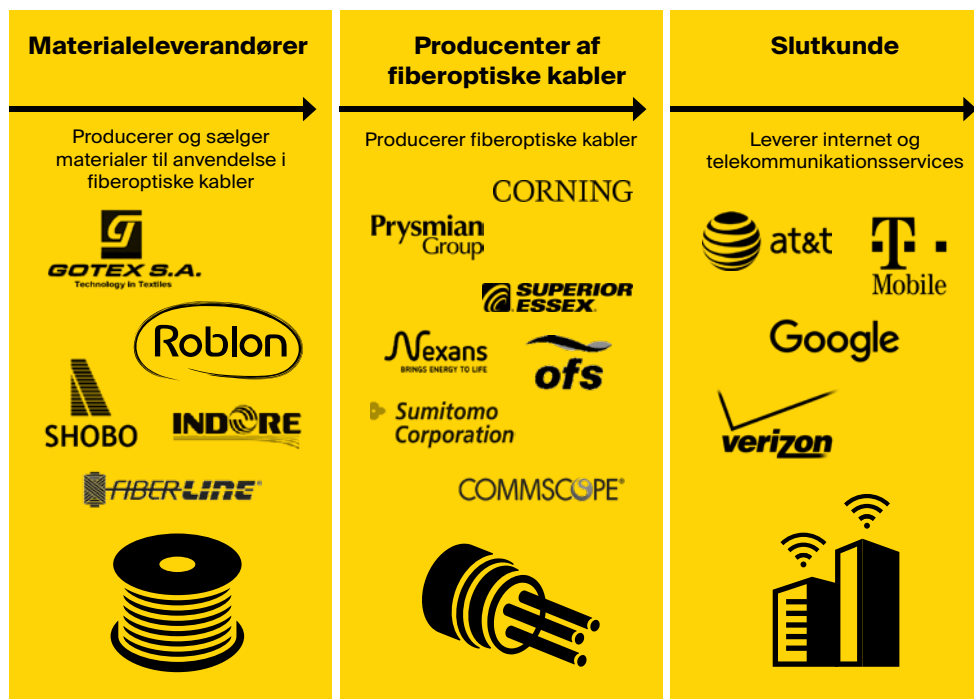 Materialeleverandører
Producerer og sælger
materialer til anvendelse i
fiberoptiske kabler
GOTEX S.A.
Technology in Textiles
Roblon
SHOBO
INDORE
FIBER-LINE®
Producenter af
fiberoptiske kabler
Producerer fiberoptiske kabler
CORNING
Prysmian
Group
SUPERIOR
ESSEX
Nexans
BRINGS ENERGY TO LIFE
ofs
Sumitomo
Corporation
COMMSCOPE®
Slutkunde
Leverer internet og
telekommunikationsservices
at&t
T
Mobile
Google
verizon